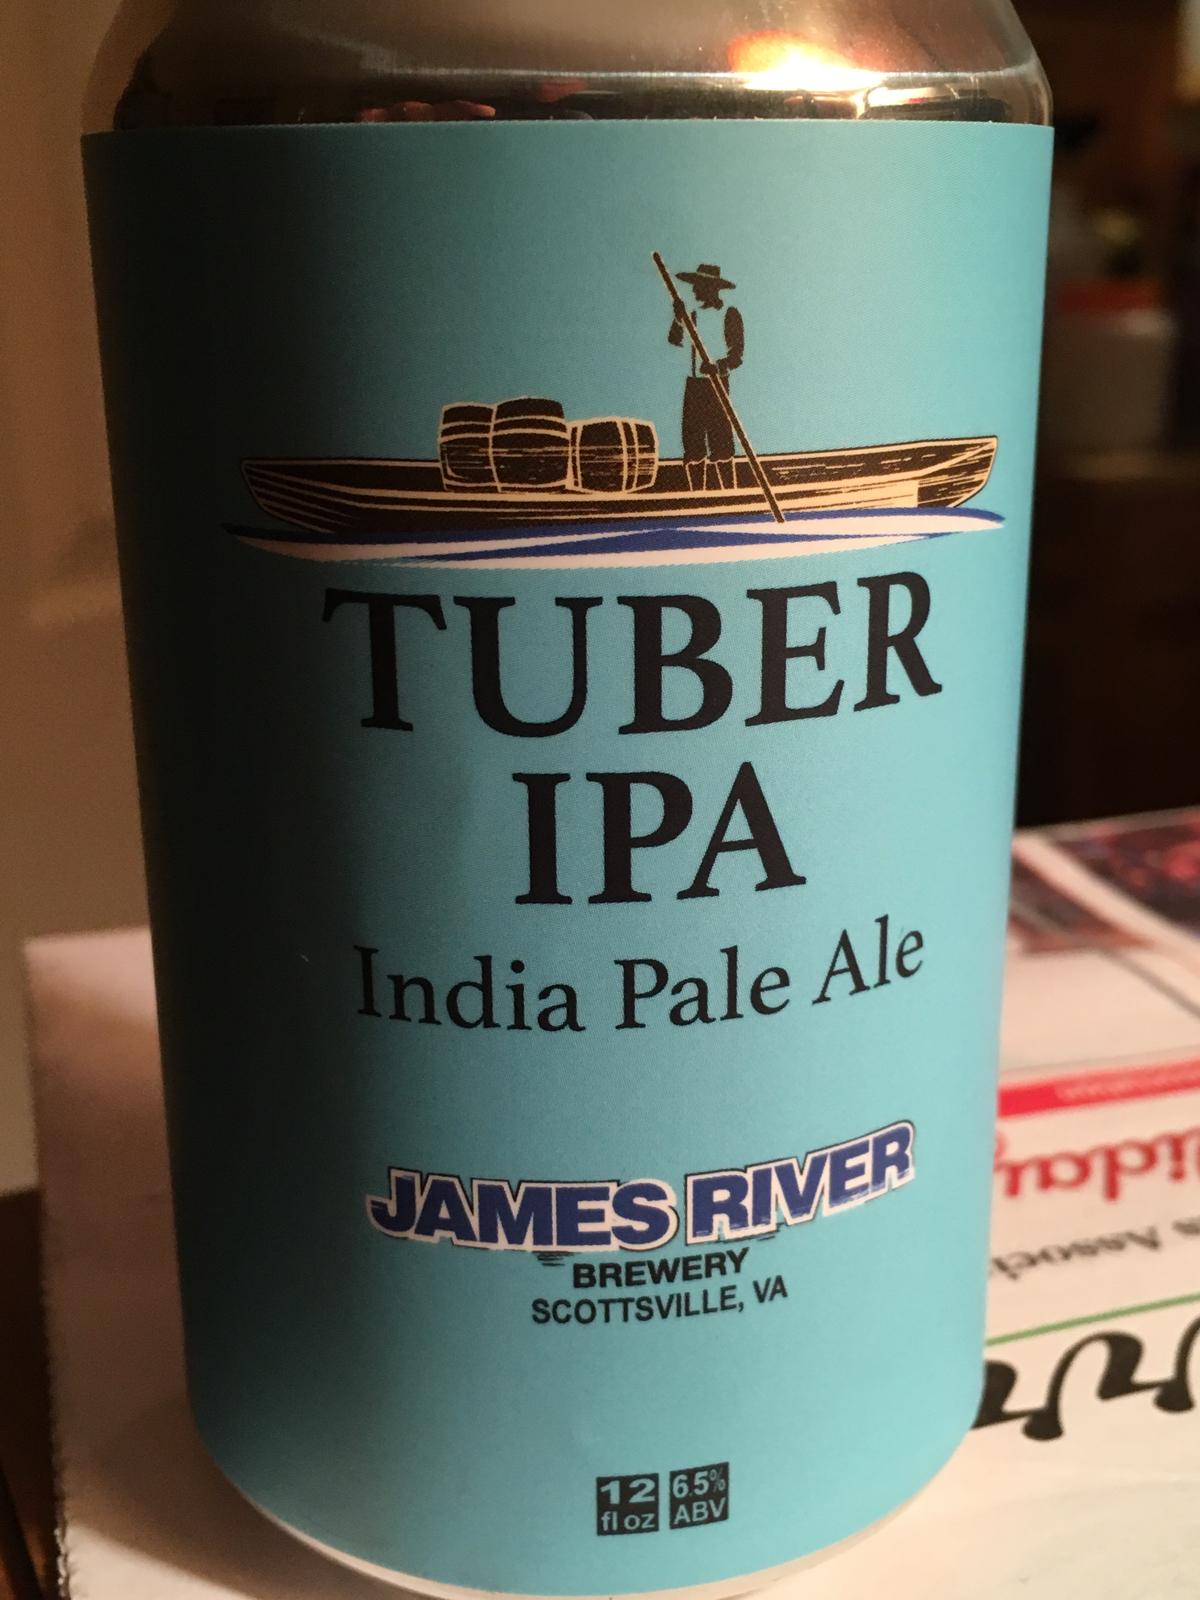 TUBER
IPA
India Pale Ale
JAMES RIVER
BREWERY
SCOTTSVILLE, VA
12
fl oz
6.5%
ABV